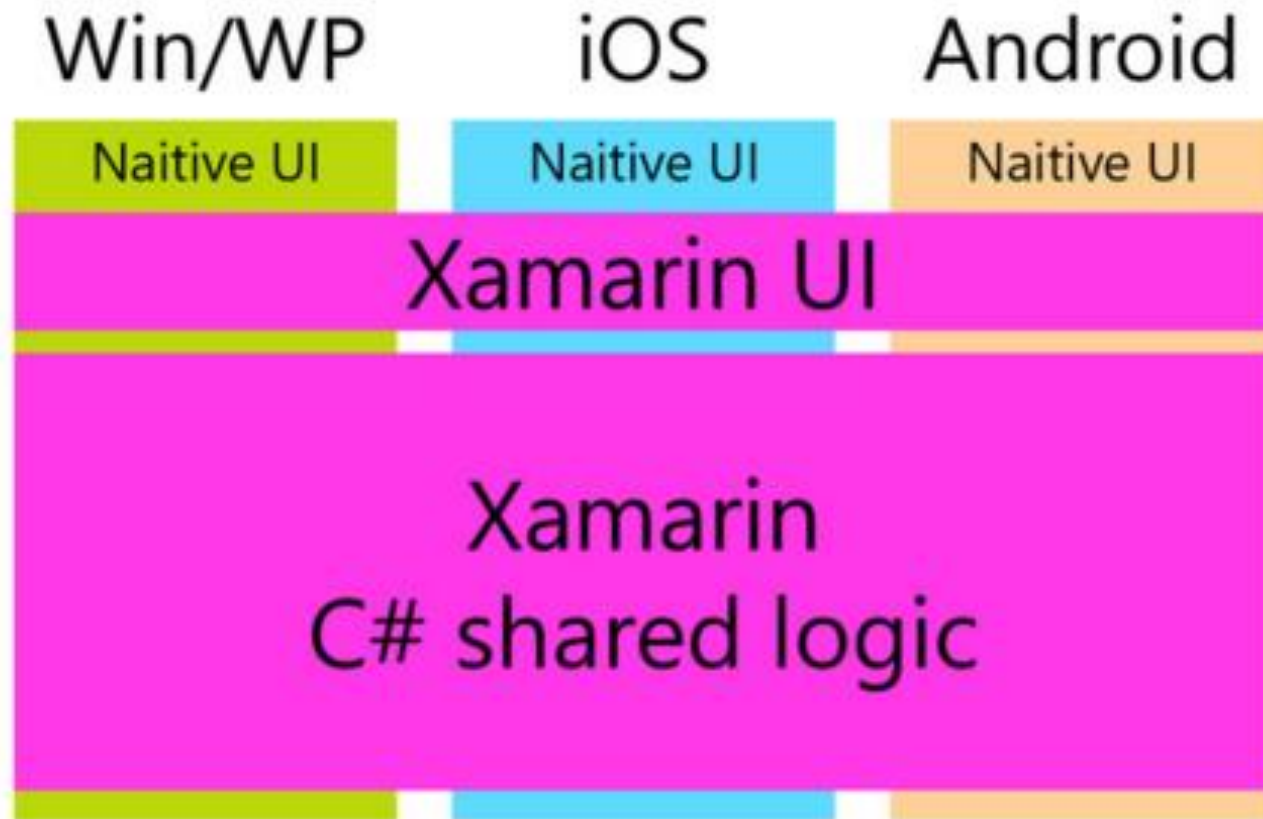 Win/WP iOS Android
Naitive UI Naitive UI Naitive UI
Xamarin UI
Xamarin
C# shared logic